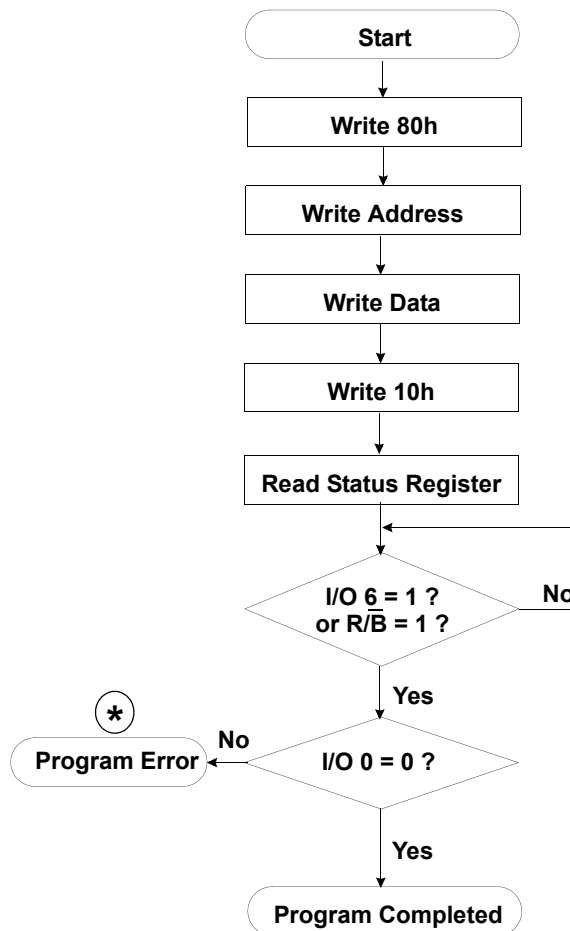 Start
Write 80h
Write Address
Write Data
Write 10h
Read Status Register
I/O 6 = 1 ?
or R/B̅ = 1 ?
No
Yes
*
Program Error
No
I/O 0 = 0 ?
Yes
Program Completed